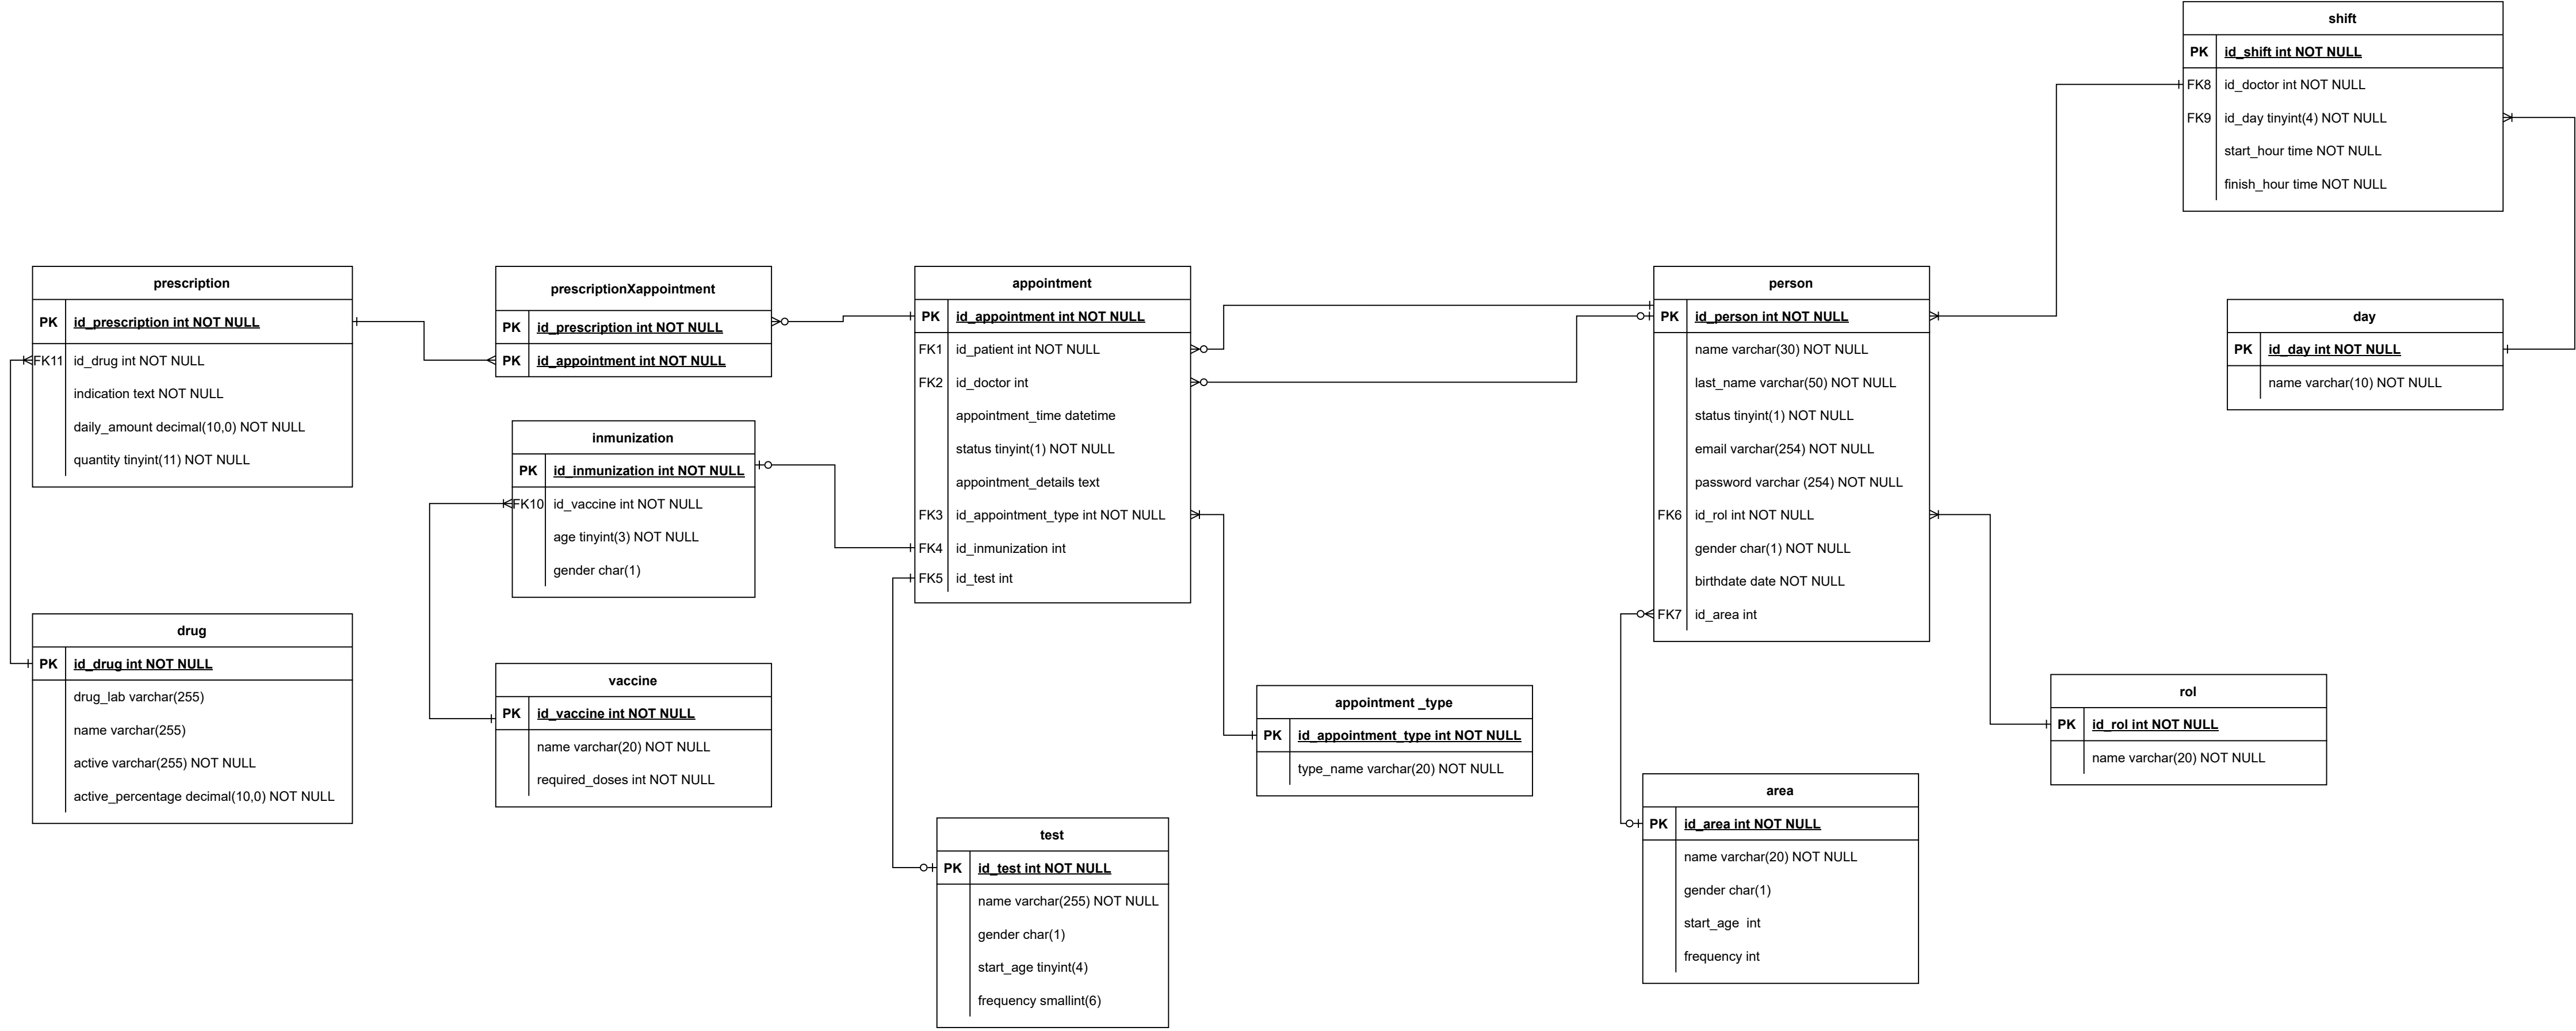 shift
PK id_shift int NOT NULL
FK8 id_doctor int NOT NULL
FK9 id_day tinyint(4) NOT NULL
start_hour time NOT NULL
finish_hour time NOT NULL
prescription
PK id_prescription int NOT NULL
FK11 id_drug int NOT NULL
indication text NOT NULL
daily_amount decimal(10,0) NOT NULL
quantity tinyint(11) NOT NULL
prescriptionXappointment
PK id_prescription int NOT NULL
PK id_appointment int NOT NULL
appointment
PK id_appointment int NOT NULL
FK1 id_patient int NOT NULL
FK2 id_doctor int
appointment_time datetime
status tinyint(1) NOT NULL
appointment_details text
FK3 id_appointment_type int NOT NULL
FK4 id_inmunization int
FK5 id_test int
person
PK id_person int NOT NULL
name varchar(30) NOT NULL
last_name varchar(50) NOT NULL
status tinyint(1) NOT NULL
email varchar(254) NOT NULL
password varchar (254) NOT NULL
FK6 id_rol int NOT NULL
gender char(1) NOT NULL
birthdate date NOT NULL
FK7 id_area int
day
PK id_day int NOT NULL
name varchar(10) NOT NULL
inmunization
PK id_inmunization int NOT NULL
FK10 id_vaccine int NOT NULL
age tinyint(3) NOT NULL
gender char(1)
drug
PK id_drug int NOT NULL
drug_lab varchar(255)
name varchar(255)
active varchar(255) NOT NULL
active_percentage decimal(10,0) NOT NULL
vaccine
PK id_vaccine int NOT NULL
name varchar(20) NOT NULL
required_doses int NOT NULL
appointment _type
PK id_appointment_type int NOT NULL
type_name varchar(20) NOT NULL
rol
PK id_rol int NOT NULL
name varchar(20) NOT NULL
area
PK id_area int NOT NULL
name varchar(20) NOT NULL
gender char(1)
start_age int
frequency int
test
PK id_test int NOT NULL
name varchar(255) NOT NULL
gender char(1)
start_age tinyint(4)
frequency smallint(6)